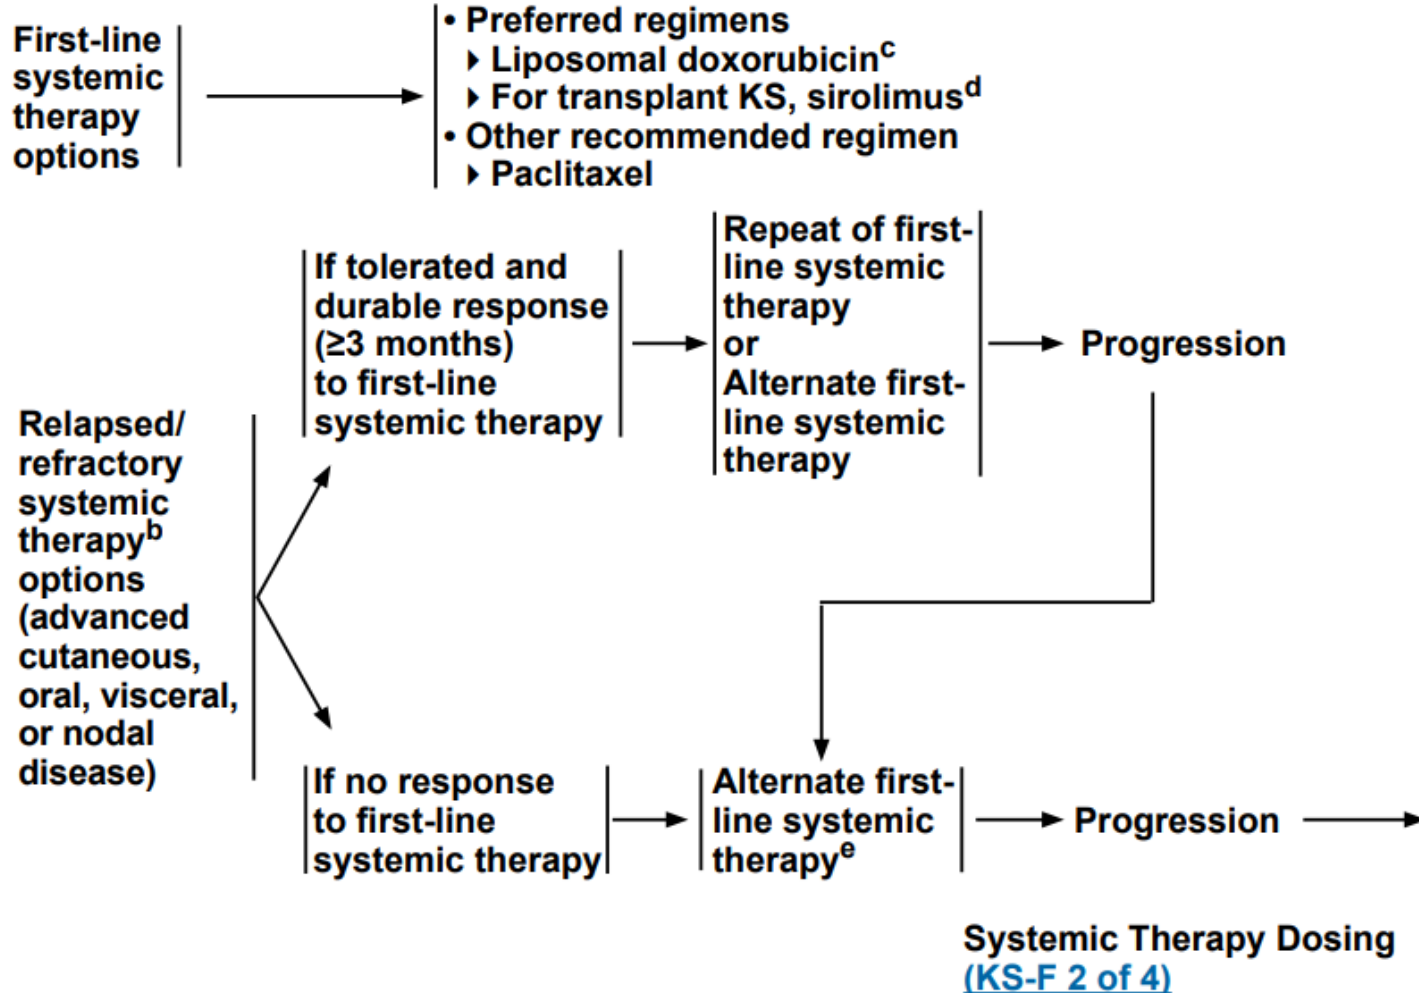 First-line
systemic
therapy
options
• Preferred regimens
▸ Liposomal doxorubicinᶜ
▸ For transplant KS, sirolimusᵈ
• Other recommended regimen
▸ Paclitaxel
Relapsed/
refractory
systemic
therapyᵇ
options
(advanced
cutaneous,
oral, visceral,
or nodal
disease)
If tolerated and
durable response
(≥3 months)
to first-line
systemic therapy
Repeat of first-
line systemic
therapy
or
Alternate first-
line systemic
therapy
Progression
If no response
to first-line
systemic therapy
Alternate first-
line systemic
therapyᵉ
Progression
Systemic Therapy Dosing
(KS-F 2 of 4)